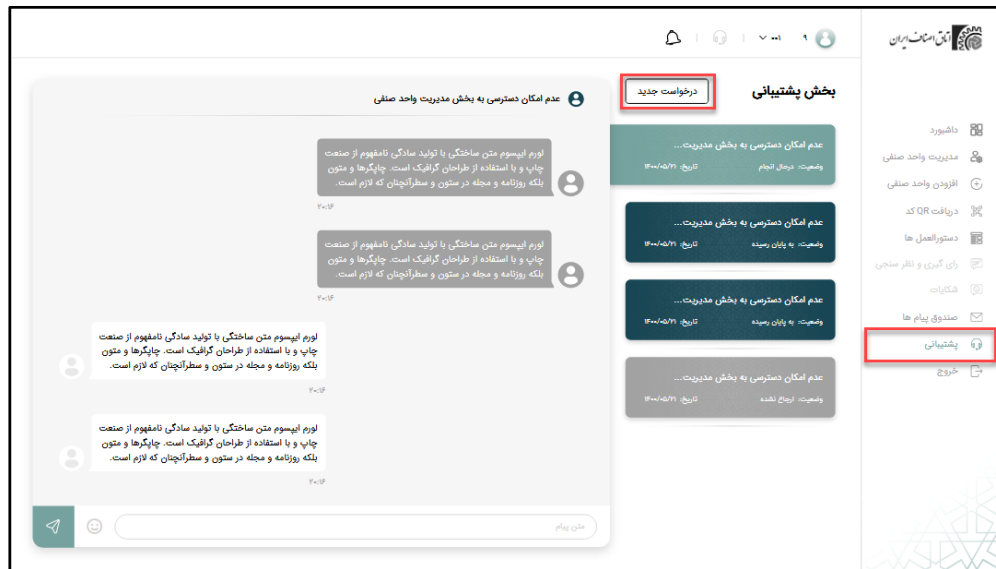 اتاق اصناف ایران
داشبورد
مدیریت واحد صنفی
افزودن واحد صنفی
دریافت QR کد
دستورالعمل ها
رای گیری و نظر سنجی
شکایات
صندوق پیام ها
پشتیبانی
خروج
بخش پشتیبانی
درخواست جدید
عدم امکان دسترسی به بخش مدیریت...
وضعیت: درحال انجام تاریخ: ۱۴۰۰/۰۵/۲۱
عدم امکان دسترسی به بخش مدیریت...
وضعیت: به پایان رسیده تاریخ: ۱۴۰۰/۰۵/۲۱
عدم امکان دسترسی به بخش مدیریت...
وضعیت: به پایان رسیده تاریخ: ۱۴۰۰/۰۵/۲۱
عدم امکان دسترسی به بخش مدیریت...
وضعیت: ارجاع نشده تاریخ: ۱۴۰۰/۰۵/۲۱
عدم امکان دسترسی به بخش مدیریت واحد صنفی
لورم ایپسوم متن ساختگی با تولید سادگی نامفهوم از صنعت
چاپ و با استفاده از طراحان گرافیک است. چاپگرها و متون
بلکه روزنامه و مجله در ستون و سطرآنچنان که لازم است.
۲۰:۱۶
لورم ایپسوم متن ساختگی با تولید سادگی نامفهوم از صنعت
چاپ و با استفاده از طراحان گرافیک است. چاپگرها و متون
بلکه روزنامه و مجله در ستون و سطرآنچنان که لازم است.
۲۰:۱۶
لورم ایپسوم متن ساختگی با تولید سادگی نامفهوم از صنعت
چاپ و با استفاده از طراحان گرافیک است. چاپگرها و متون
بلکه روزنامه و مجله در ستون و سطرآنچنان که لازم است.
۲۰:۱۶
لورم ایپسوم متن ساختگی با تولید سادگی نامفهوم از صنعت
چاپ و با استفاده از طراحان گرافیک است. چاپگرها و متون
بلکه روزنامه و مجله در ستون و سطرآنچنان که لازم است.
۲۰:۱۶
متن پیام